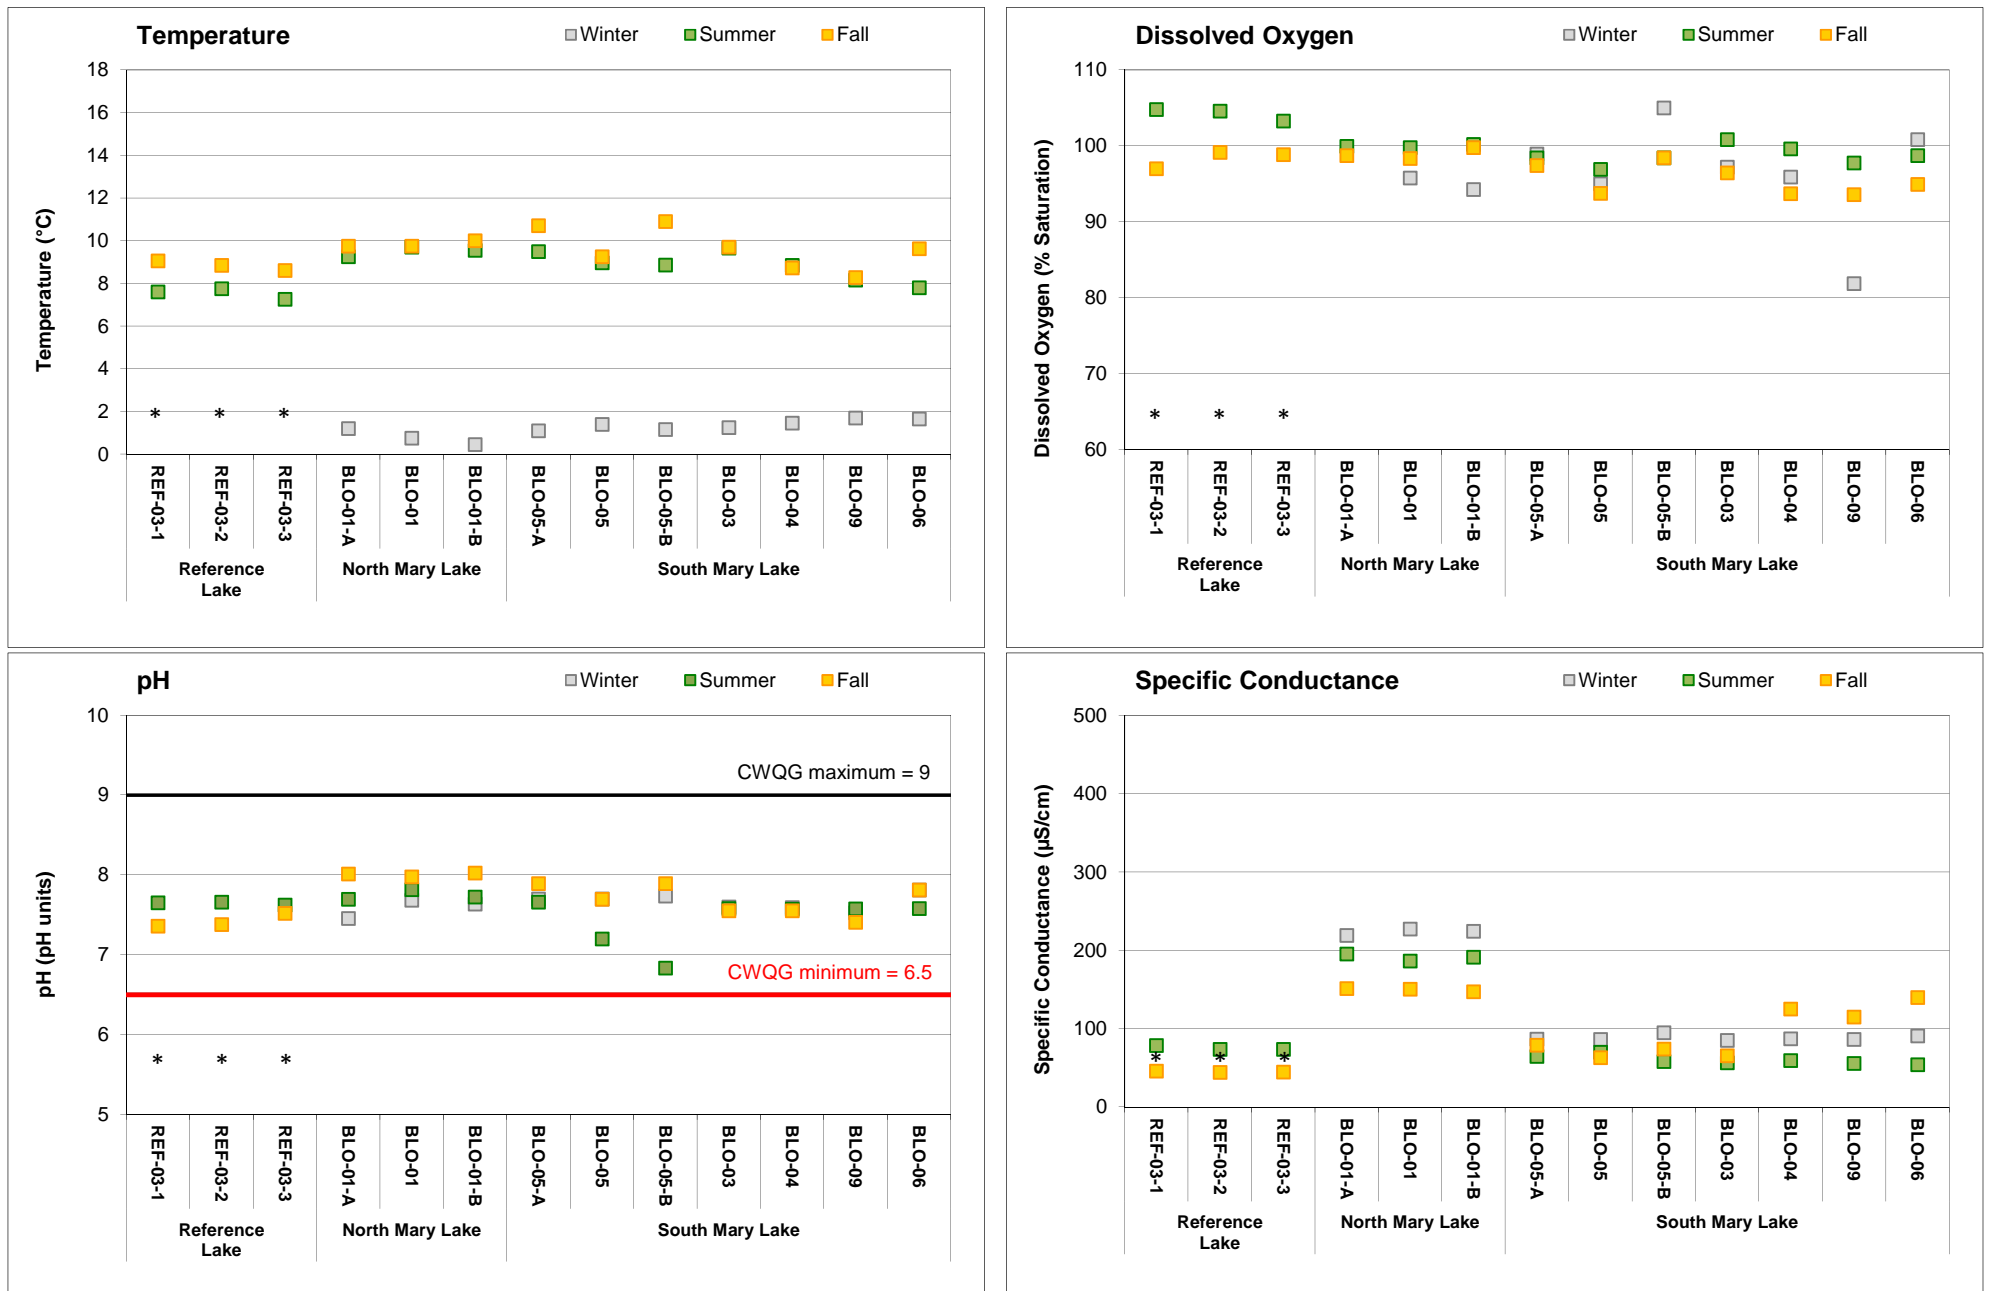 Temperature
Winter Summer Fall
18
16
14
12
10
8
6
4
2
0
Temperature (°C)
* * *
REF-03-1 REF-03-2 REF-03-3 BLO-01-A BLO-01 BLO-01-B BLO-05-A BLO-05 BLO-05-B BLO-03 BLO-04 BLO-09 BLO-06
Reference Lake North Mary Lake South Mary Lake
Dissolved Oxygen
Winter Summer Fall
110
100
90
80
70
60
Dissolved Oxygen (% Saturation)
* * *
REF-03-1 REF-03-2 REF-03-3 BLO-01-A BLO-01 BLO-01-B BLO-05-A BLO-05 BLO-05-B BLO-03 BLO-04 BLO-09 BLO-06
Reference Lake North Mary Lake South Mary Lake
pH
Winter Summer Fall
10
9
8
7
6
5
pH (pH units)
CWQG maximum = 9
CWQG minimum = 6.5
* * *
REF-03-1 REF-03-2 REF-03-3 BLO-01-A BLO-01 BLO-01-B BLO-05-A BLO-05 BLO-05-B BLO-03 BLO-04 BLO-09 BLO-06
Reference Lake North Mary Lake South Mary Lake
Specific Conductance
Winter Summer Fall
500
400
300
200
100
0
Specific Conductance (µS/cm)
* * *
REF-03-1 REF-03-2 REF-03-3 BLO-01-A BLO-01 BLO-01-B BLO-05-A BLO-05 BLO-05-B BLO-03 BLO-04 BLO-09 BLO-06
Reference Lake North Mary Lake South Mary Lake